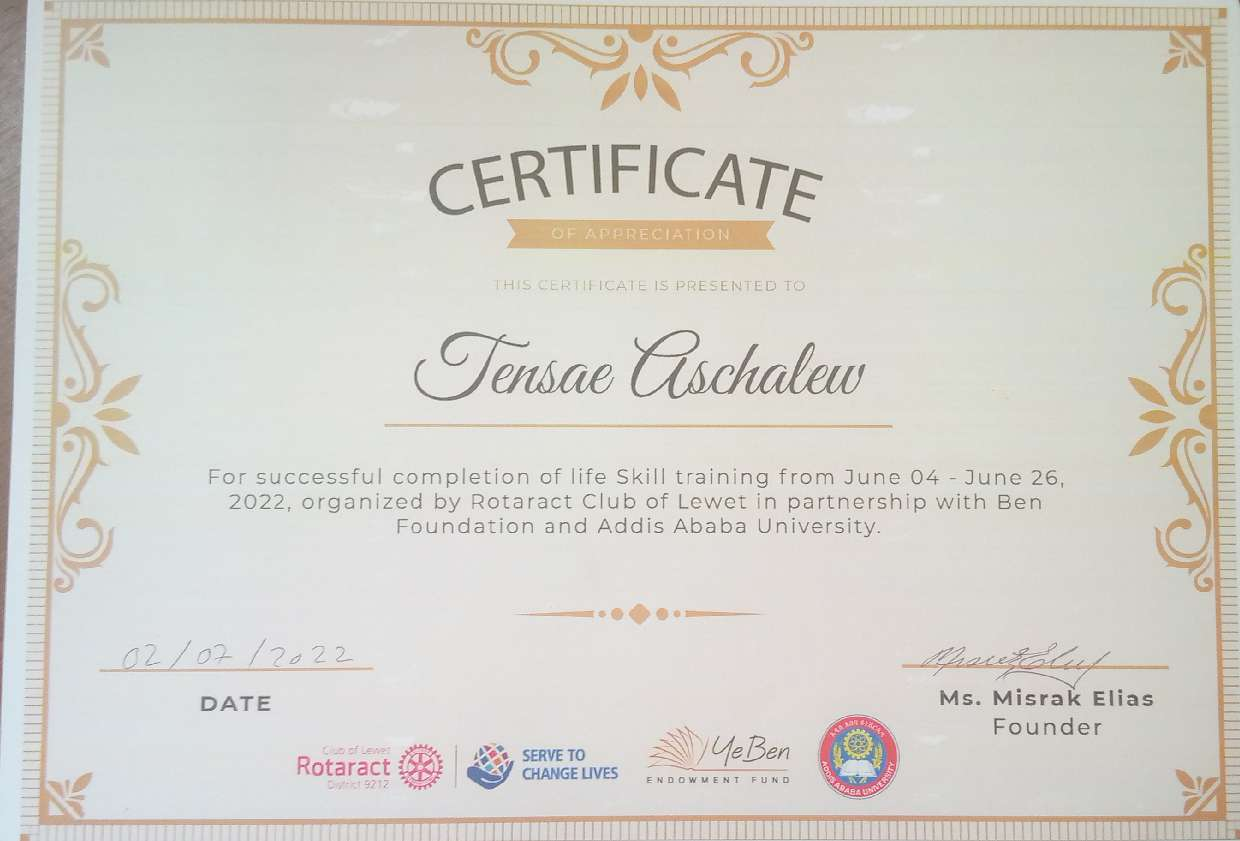 CERTIFICATE
OF APPRECIATION
THIS CERTIFICATE IS PRESENTED TO
Tensae Aschalew
For successful completion of life Skill training from June 04 - June 26,
2022, organized by Rotaract Club of Lewet in partnership with Ben
Foundation and Addis Ababa University.
02/07/2022
DATE
Ms. Misrak Elias
Founder
Club of Lewet
Rotaract
District 9212
SERVE TO
CHANGE LIVES
YeBen
ENDOWMENT FUND
ADDIS ABABA UNIVERSITY